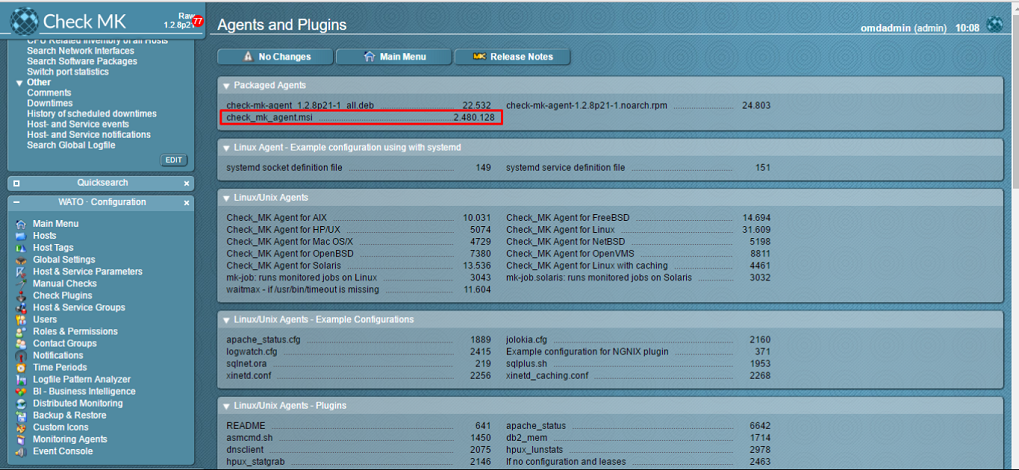 Check MK
Raw
1.2.8p21
77
CPU Related Inventory of all Hosts
Search Network Interfaces
Search Software Packages
Switch port statistics
Other
Comments
Downtimes
History of scheduled downtimes
Host- and Service events
Host- and Service notifications
Search Global Logfile
EDIT
Quicksearch
WATO · Configuration
Main Menu
Hosts
Host Tags
Global Settings
Host & Service Parameters
Manual Checks
Check Plugins
Host & Service Groups
Users
Roles & Permissions
Contact Groups
Notifications
Time Periods
Logfile Pattern Analyzer
BI - Business Intelligence
Distributed Monitoring
Backup & Restore
Custom Icons
Monitoring Agents
Event Console
Agents and Plugins
omdadmin (admin) 10:08
No Changes Main Menu MK Release Notes
Packaged Agents
check-mk-agent_1.2.8p21-1_all.deb 22.532 check-mk-agent-1.2.8p21-1.noarch.rpm 24.803
check_mk_agent.msi 2.480.128
Linux Agent - Example configuration using with systemd
systemd socket definition file 149 systemd service definition file 151
Linux/Unix Agents
Check_MK Agent for AIX 10.031 Check_MK Agent for FreeBSD 14.694
Check_MK Agent for HP/UX 5074 Check_MK Agent for Linux 31.609
Check_MK Agent for Mac OS/X 4729 Check_MK Agent for NetBSD 5198
Check_MK Agent for OpenBSD 7380 Check_MK Agent for OpenVMS 8811
Check_MK Agent for Solaris 13.536 Check_MK Agent for Linux with caching 4461
mk-job: runs monitored jobs on Linux 3043 mk-job.solaris: runs monitored jobs on Solaris 3032
waitmax - if /usr/bin/timeout is missing 11.604
Linux/Unix Agents - Example Configurations
apache_status.cfg 1889 jolokia.cfg 2160
logwatch.cfg 2415 Example configuration for NGNIX plugin 371
sqlnet.ora 219 sqlplus.sh 1953
xinetd.conf 2256 xinetd_caching.conf 2268
Linux/Unix Agents - Plugins
README 641 apache_status 6642
asmcmd.sh 1450 db2_mem 1714
dnsclient 2075 hpux_lunstats 2978
hpux_statgrab 2146 If no configuration and leases 2463